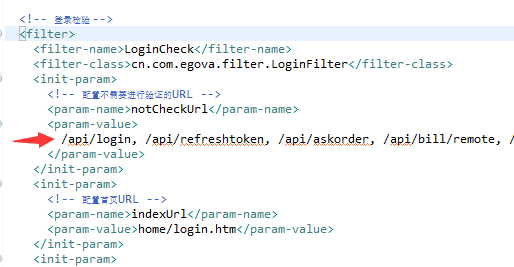 <!-- 登录检验 -->
<filter>
<filter-name>LoginCheck</filter-name>
<filter-class>cn.com.egova.filter.LoginFilter</filter-class>
<init-param>
<!-- 配置不需要进行验证的URL -->
<param-name>notCheckUrl</param-name>
<param-value>
/api/login, /api/refreshtoken, /api/askorder, /api/bill/remote, /
</param-value>
</init-param>
<init-param>
<!-- 配置首页URL -->
<param-name>indexUrl</param-name>
<param-value>home/login.htm</param-value>
</init-param>
<init-param>